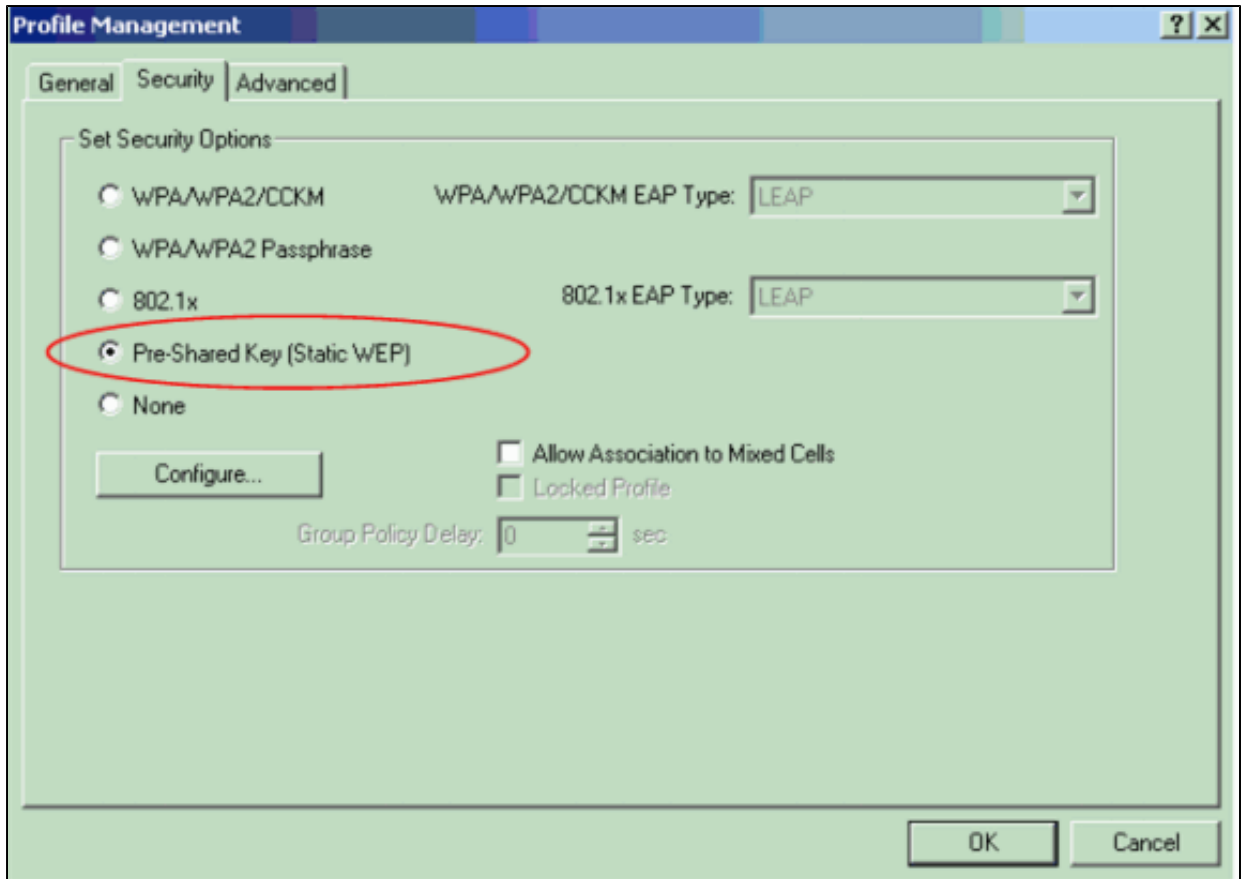 Profile Management
General Security Advanced
Set Security Options
WPA/WPA2/CCKM WPA/WPA2/CCKM EAP Type: LEAP
WPA/WPA2 Passphrase
802.1x 802.1x EAP Type: LEAP
Pre-Shared Key (Static WEP)
None
Configure... Allow Association to Mixed Cells
Locked Profile
Group Policy Delay: 0 sec
OK Cancel